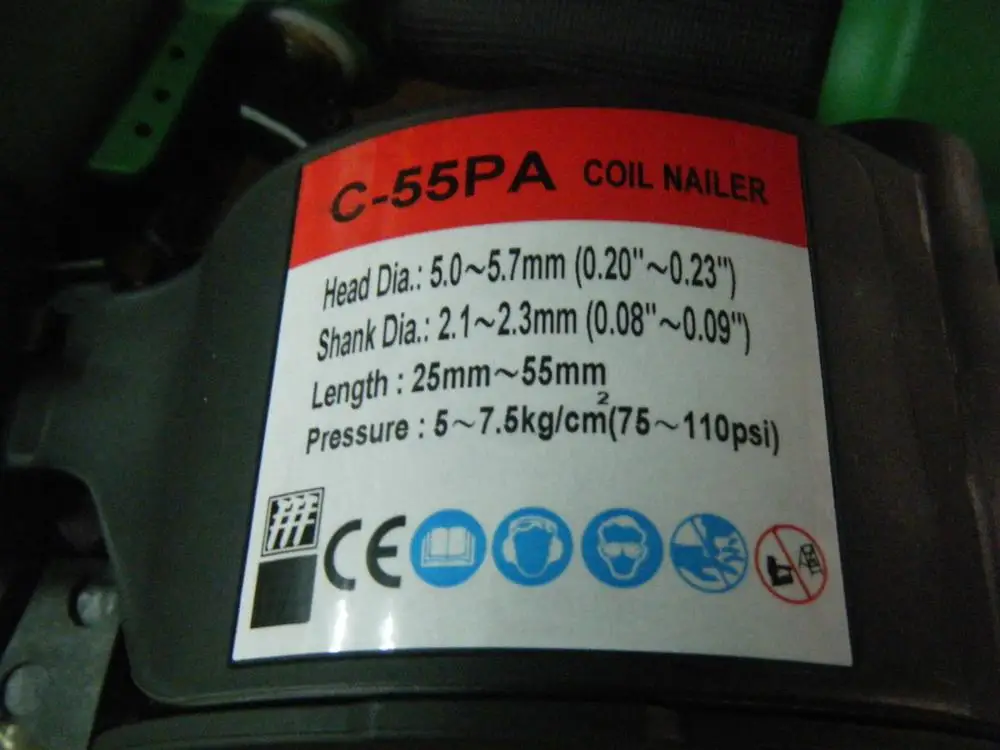 C-55PA COIL NAILER
Head Dia.: 5.0～5.7mm (0.20"～0.23")
Shank Dia.: 2.1～2.3mm (0.08"～0.09")
Length : 25mm～55mm
Pressure : 5～7.5kg/cm²(75～110psi)
CE